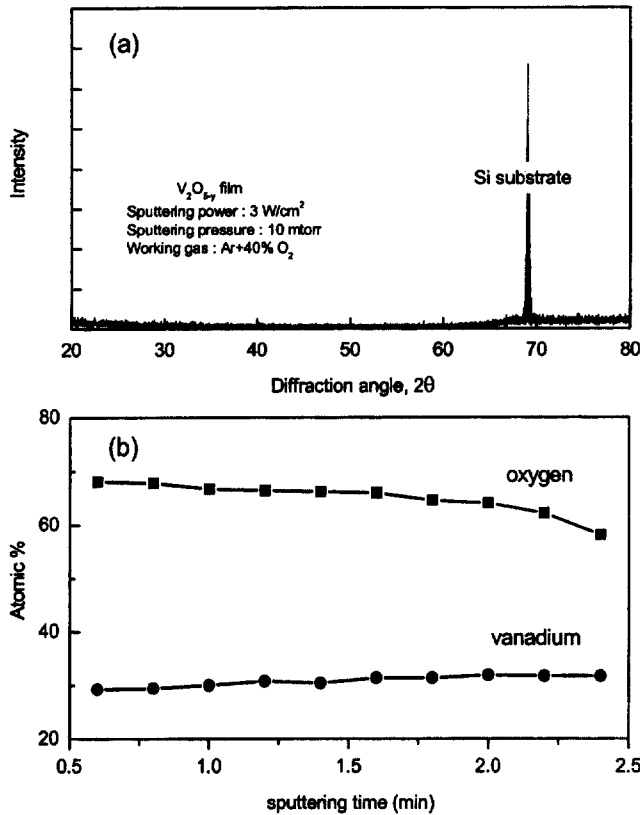 (a)
Intensity
Si substrate
V₂O₅₋ᵧ film
Sputtering power : 3 W/cm²
Sputtering pressure : 10 mtorr
Working gas : Ar+40% O₂
20 30 40 50 60 70 80
Diffraction angle, 2θ
(b)
Atomic %
80
60
40
20
oxygen
vanadium
0.5 1.0 1.5 2.0 2.5
sputtering time (min)